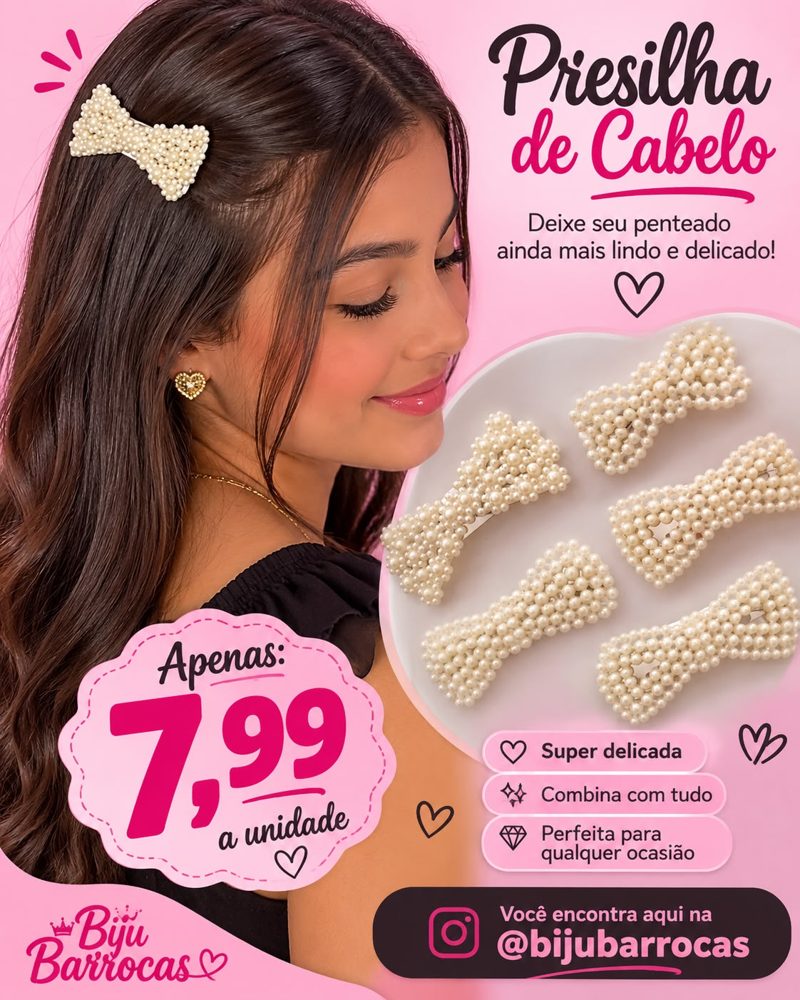 Presilha
de Cabelo
Deixe seu penteado
ainda mais lindo e delicado!
Apenas:
7,99
a unidade
Super delicada
Combina com tudo
Perfeita para
qualquer ocasião
Biju
Barrocas
Você encontra aqui na
@bijubarrocas